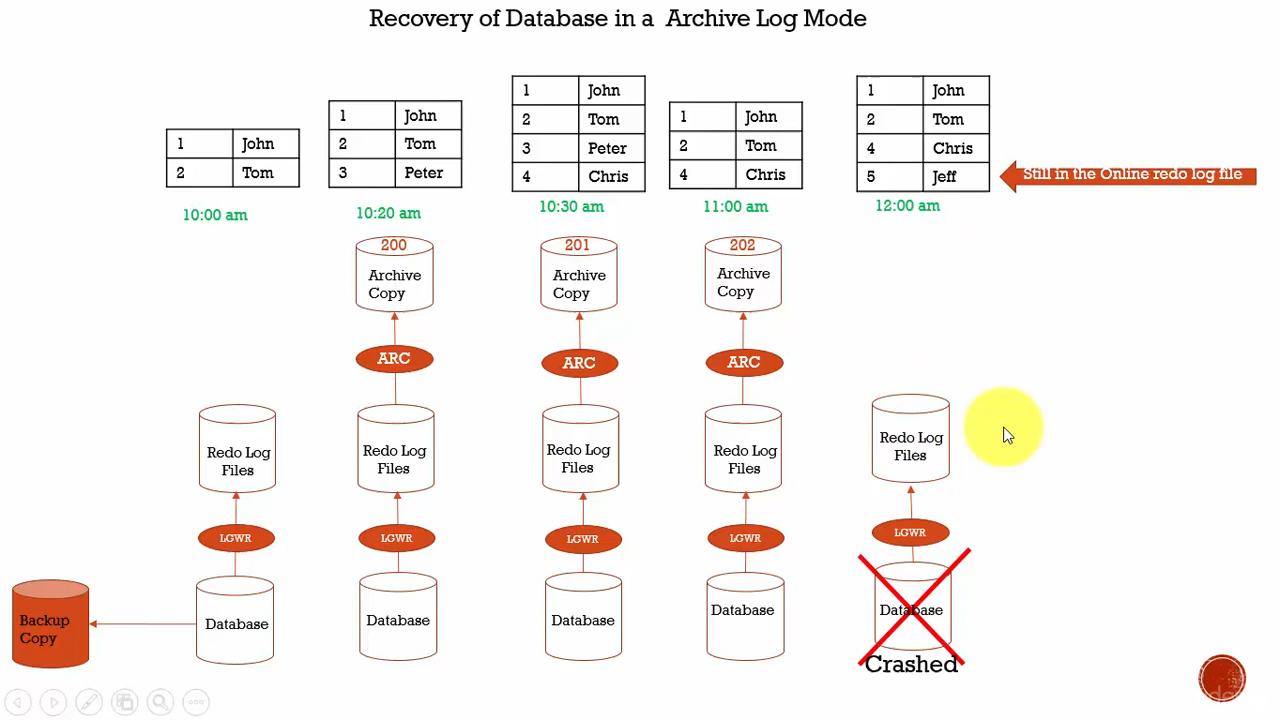 Recovery of Database in a Archive Log Mode
1 John
2 Tom
10:00 am
1 John
2 Tom
3 Peter
10:20 am
1 John
2 Tom
3 Peter
4 Chris
10:30 am
1 John
2 Tom
4 Chris
11:00 am
1 John
2 Tom
4 Chris
5 Jeff
12:00 am
Still in the Online redo log file
200
Archive
Copy
201
Archive
Copy
202
Archive
Copy
ARC
ARC
ARC
Redo Log
Files
Redo Log
Files
Redo Log
Files
Redo Log
Files
Redo Log
Files
LGWR
LGWR
LGWR
LGWR
LGWR
Backup
Copy
Database
Database
Database
Database
Database
Crashed